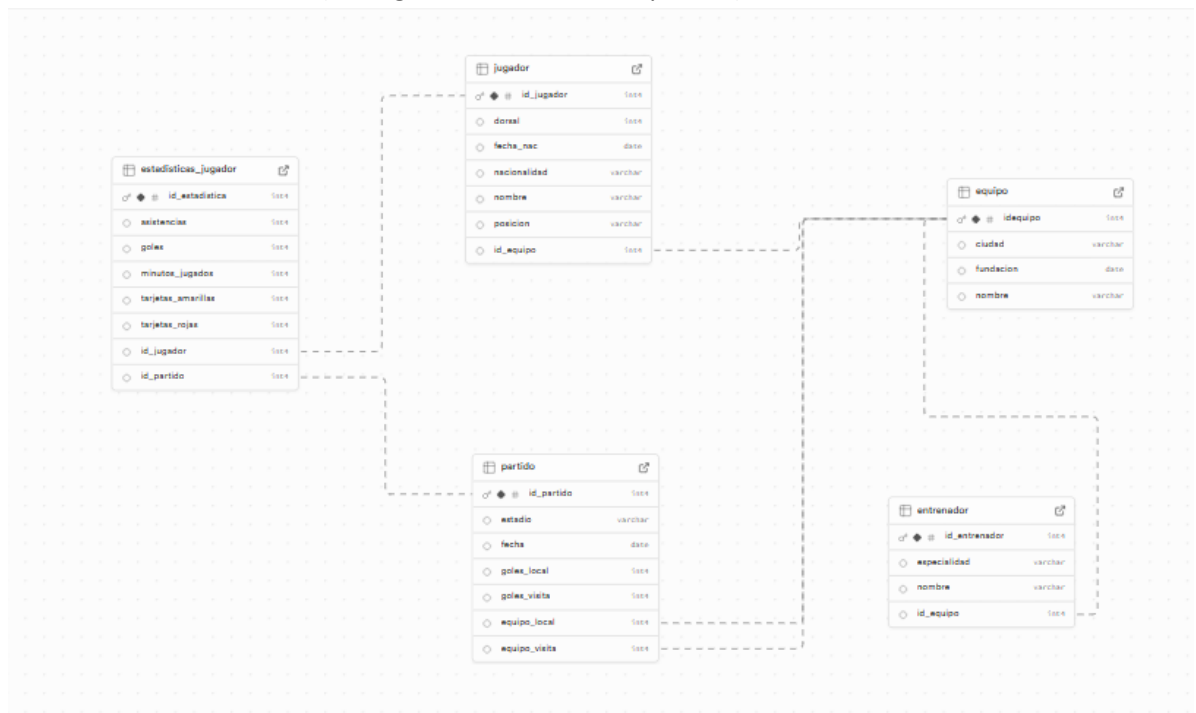 jugador
id_jugador int4
dorsal int4
fecha_nac date
nacionalidad varchar
nombre varchar
posicion varchar
id_equipo int4
estadisticas_jugador
id_estadistica int4
asistencias int4
goles int4
minutos_jugados int4
tarjetas_amarillas int4
tarjetas_rojas int4
id_jugador int4
id_partido int4
equipo
idequipo int4
ciudad varchar
fundacion date
nombre varchar
partido
id_partido int4
estadio varchar
fecha date
goles_local int4
goles_visita int4
equipo_local int4
equipo_visita int4
entrenador
id_entrenador int4
especialidad varchar
nombre varchar
id_equipo int4